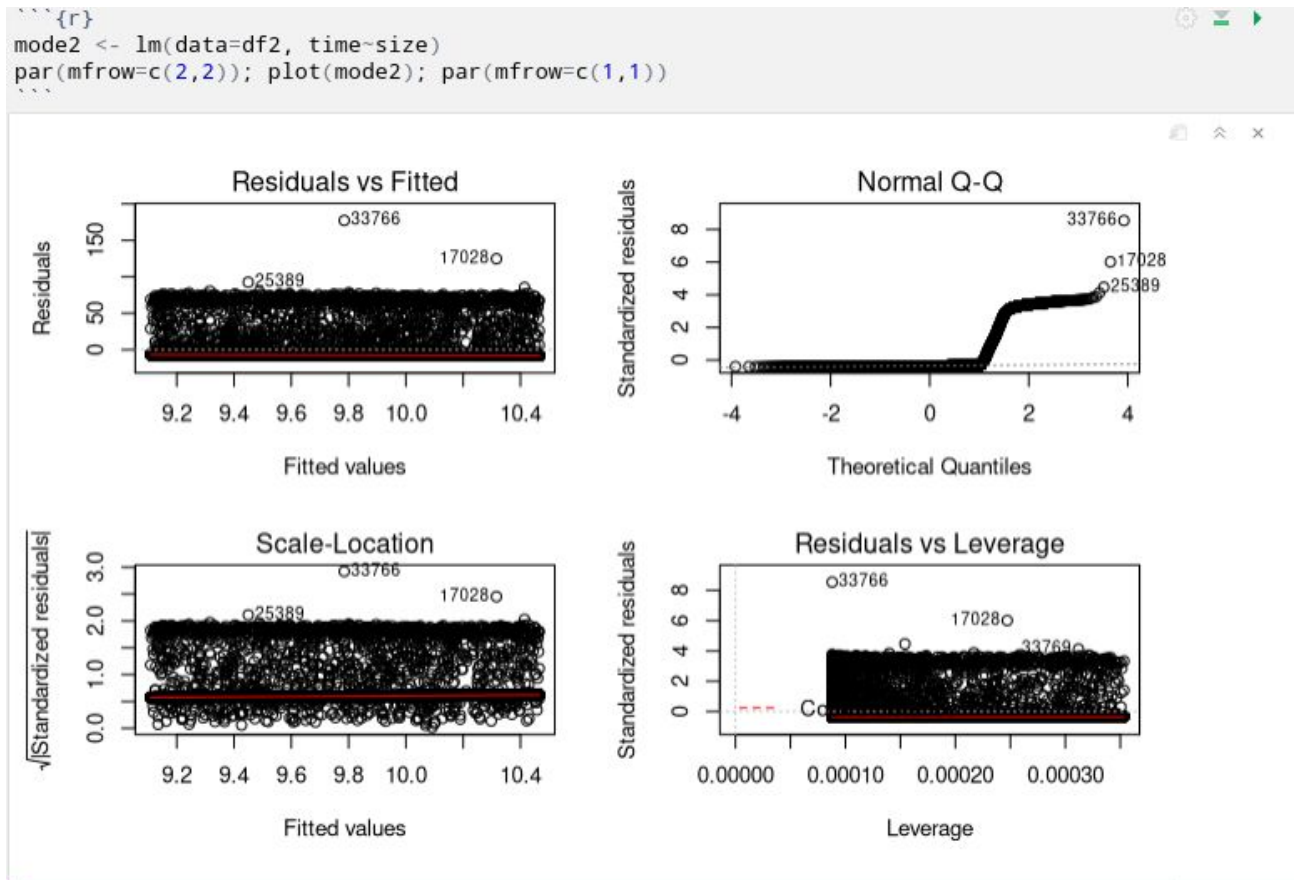 ```{r}
mode2 <- lm(data=df2, time~size)
par(mfrow=c(2,2)); plot(mode2); par(mfrow=c(1,1))
```
Residuals vs Fitted
Residuals
0 50 150
33766
17028
25389
9.2 9.4 9.6 9.8 10.0 10.4
Fitted values
Normal Q-Q
Standardized residuals
0 2 4 6 8
33766
17028
25389
-4 -2 0 2 4
Theoretical Quantiles
Scale-Location
√|Standardized residuals|
0.0 1.0 2.0 3.0
33766
17028
25389
9.2 9.4 9.6 9.8 10.0 10.4
Fitted values
Residuals vs Leverage
Standardized residuals
0 2 4 6 8
33766
17028
33769
Co
0.00000 0.00010 0.00020 0.00030
Leverage